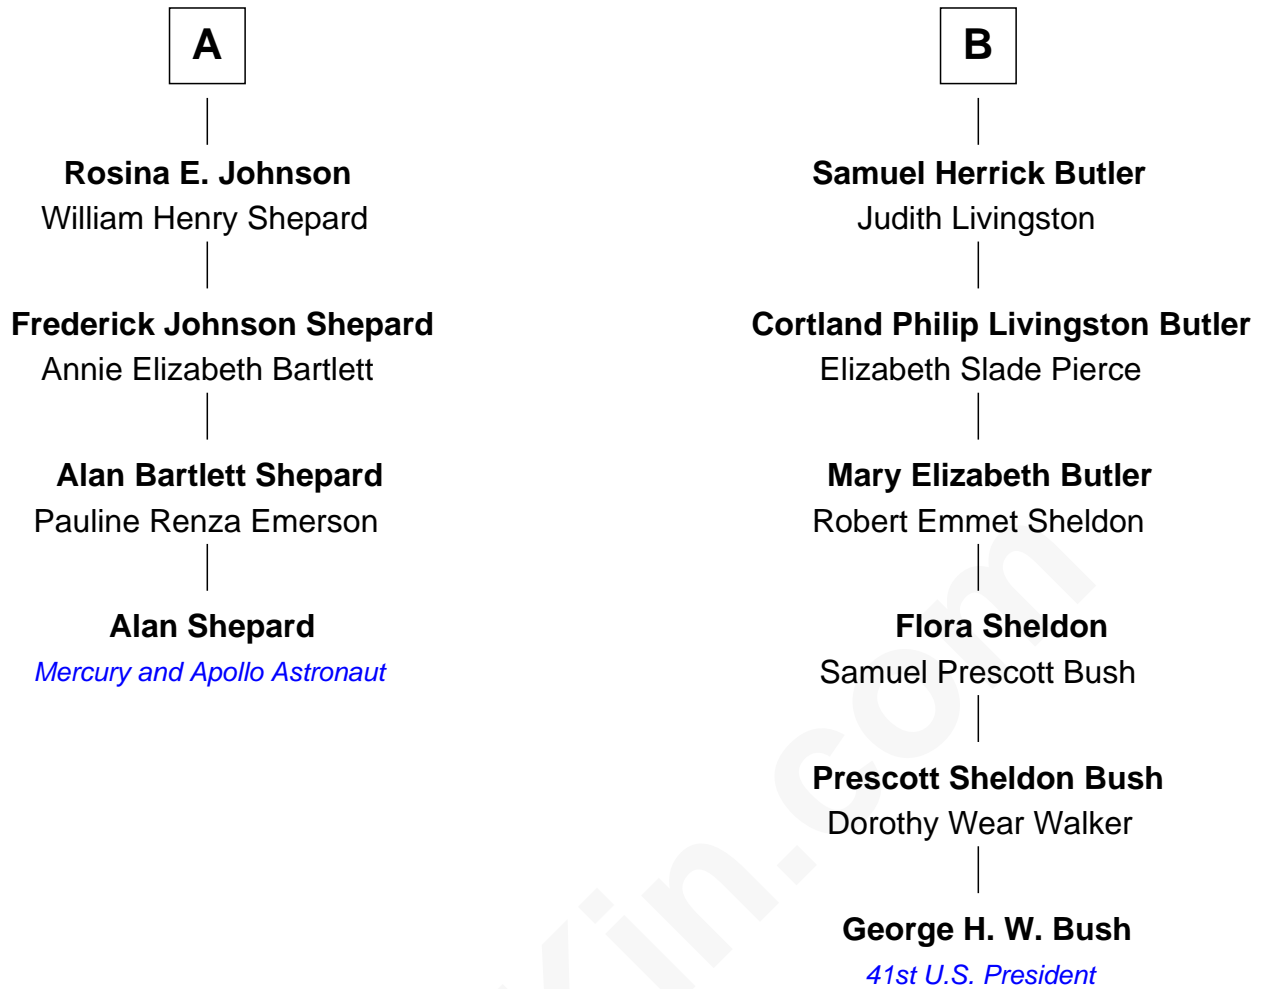 A
Rosina E. Johnson
William Henry Shepard
Frederick Johnson Shepard
Annie Elizabeth Bartlett
Alan Bartlett Shepard
Pauline Renza Emerson
Alan Shepard
Mercury and Apollo Astronaut
B
Samuel Herrick Butler
Judith Livingston
Cortland Philip Livingston Butler
Elizabeth Slade Pierce
Mary Elizabeth Butler
Robert Emmet Sheldon
Flora Sheldon
Samuel Prescott Bush
Prescott Sheldon Bush
Dorothy Wear Walker
George H. W. Bush
41st U.S. President
Kin.com